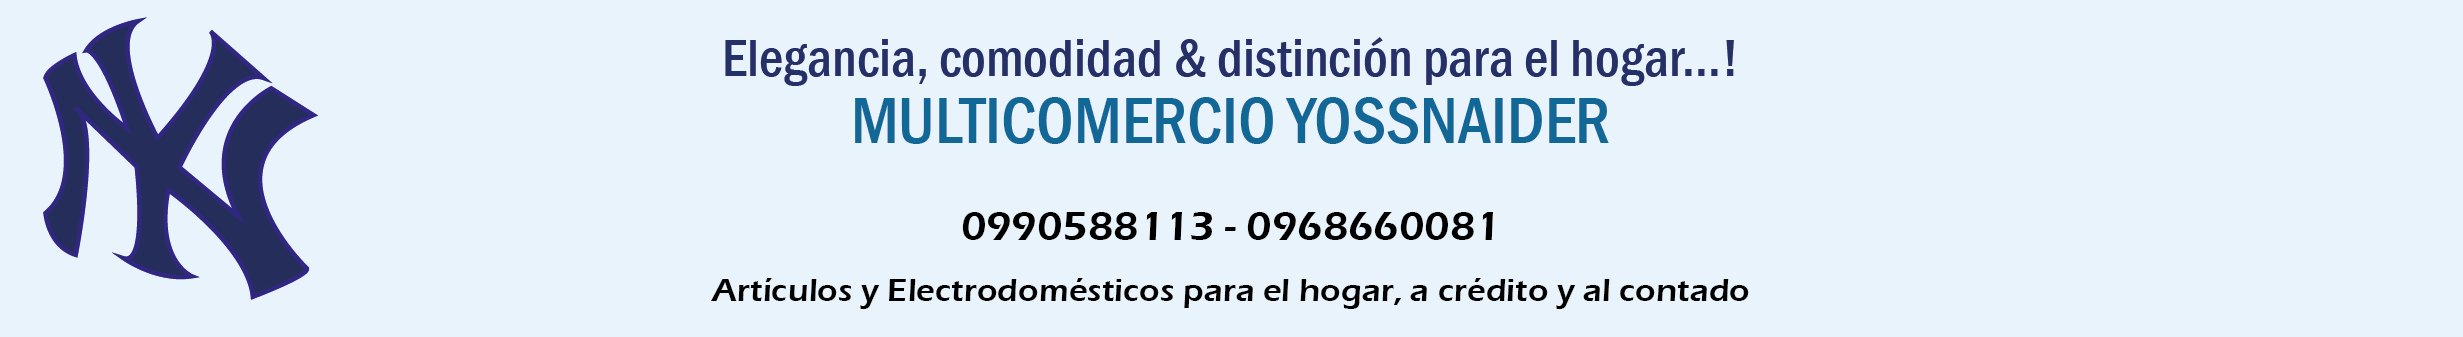 Elegancia, comodidad & distinción para el hogar...!
MULTICOMERCIO YOSSNAIDER
0990588113 - 0968660081
Artículos y Electrodomésticos para el hogar, a crédito y al contado